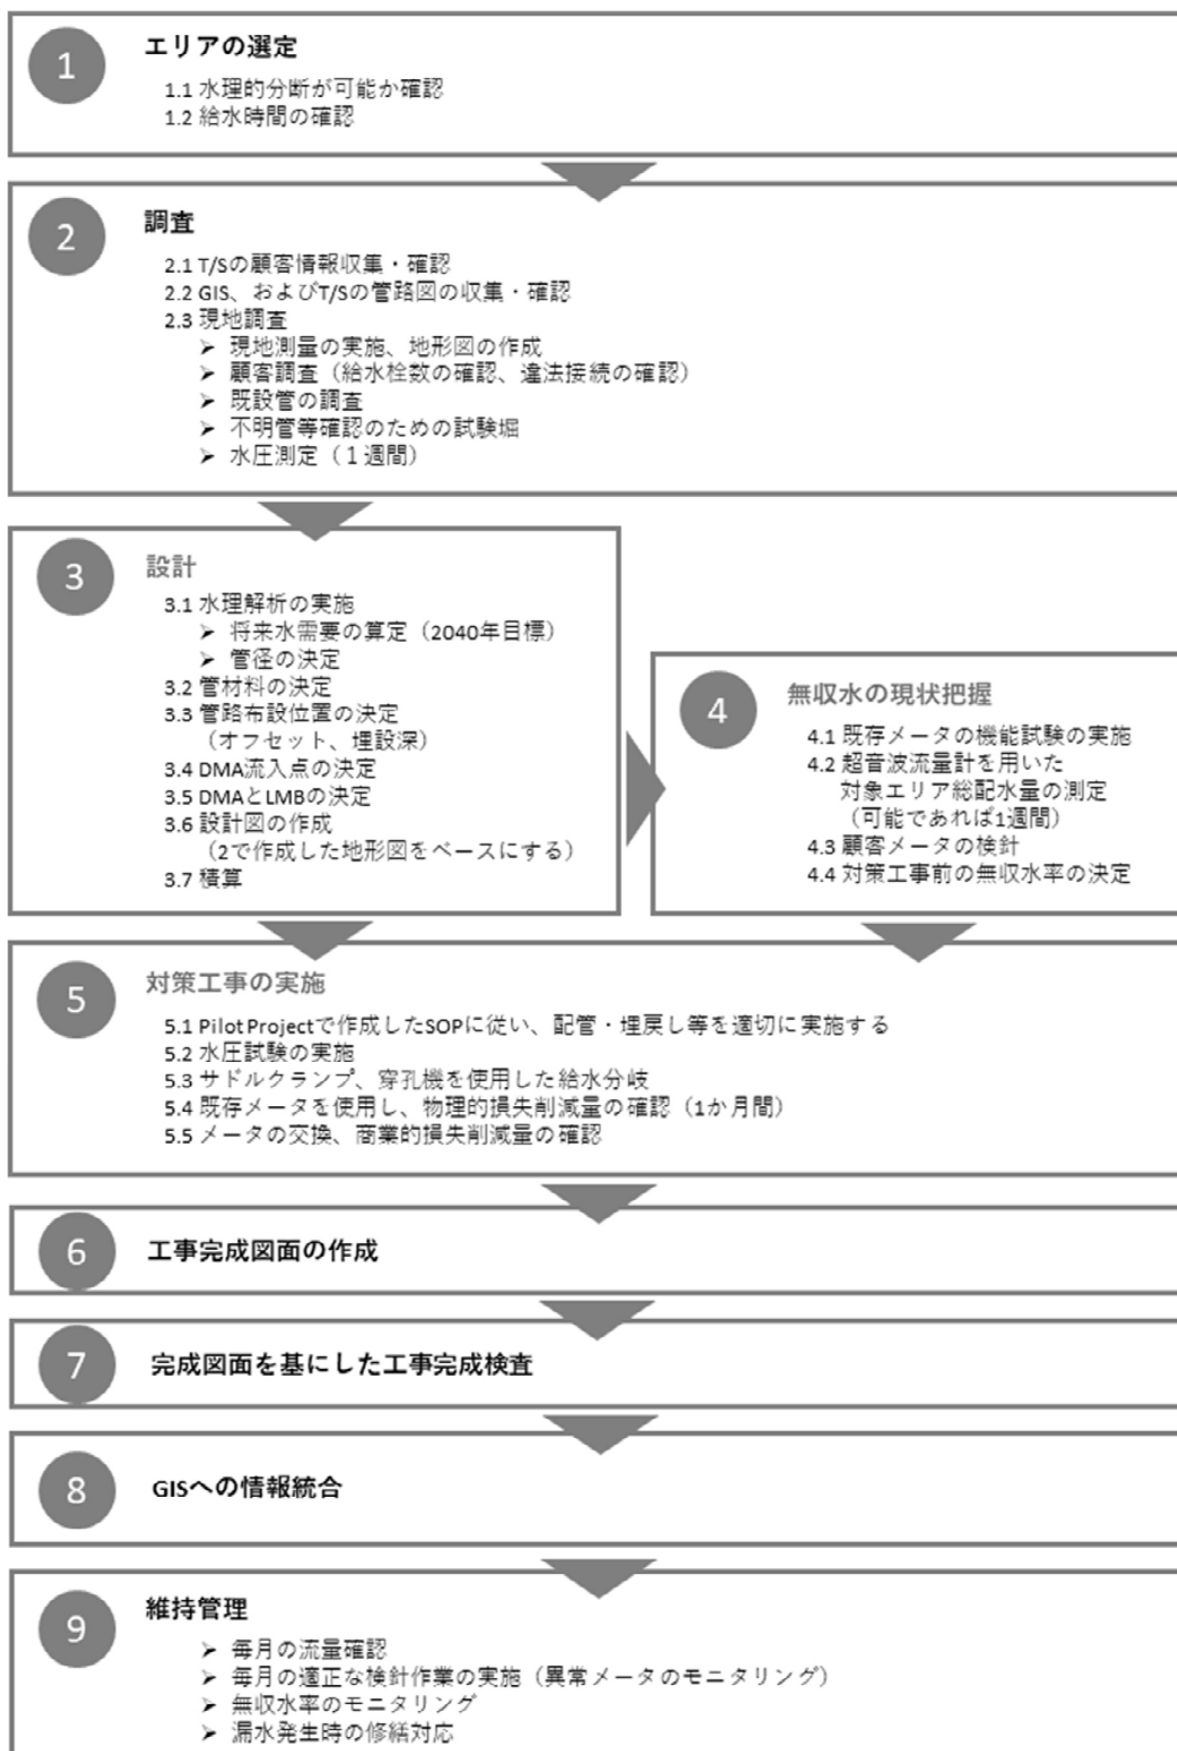 1
エリアの選定
1.1 水理的分断が可能か確認
1.2 給水時間の確認
2
調査
2.1 T/Sの顧客情報収集・確認
2.2 GIS、およびT/Sの管路図の収集・確認
2.3 現地調査
➤ 現地測量の実施、地形図の作成
➤ 顧客調査（給水栓数の確認、違法接続の確認）
➤ 既設管の調査
➤ 不明管等確認のための試験堀
➤ 水圧測定（１週間）
3
設計
3.1 水理解析の実施
➤ 将来水需要の算定（2040年目標）
➤ 管径の決定
3.2 管材料の決定
3.3 管路布設位置の決定
（オフセット、埋設深）
3.4 DMA流入点の決定
3.5 DMAとLMBの決定
3.6 設計図の作成
（2で作成した地形図をベースにする）
3.7 積算
4
無収水の現状把握
4.1 既存メータの機能試験の実施
4.2 超音波流量計を用いた
対象エリア総配水量の測定
（可能であれば1週間）
4.3 顧客メータの検針
4.4 対策工事前の無収水率の決定
5
対策工事の実施
5.1 Pilot Projectで作成したSOPに従い、配管・埋戻し等を適切に実施する
5.2 水圧試験の実施
5.3 サドルクランプ、穿孔機を使用した給水分岐
5.4 既存メータを使用し、物理的損失削減量の確認（1か月間）
5.5 メータの交換、商業的損失削減量の確認
6
工事完成図面の作成
7
完成図面を基にした工事完成検査
8
GISへの情報統合
9
維持管理
➤ 毎月の流量確認
➤ 毎月の適正な検針作業の実施（異常メータのモニタリング）
➤ 無収水率のモニタリング
➤ 漏水発生時の修繕対応